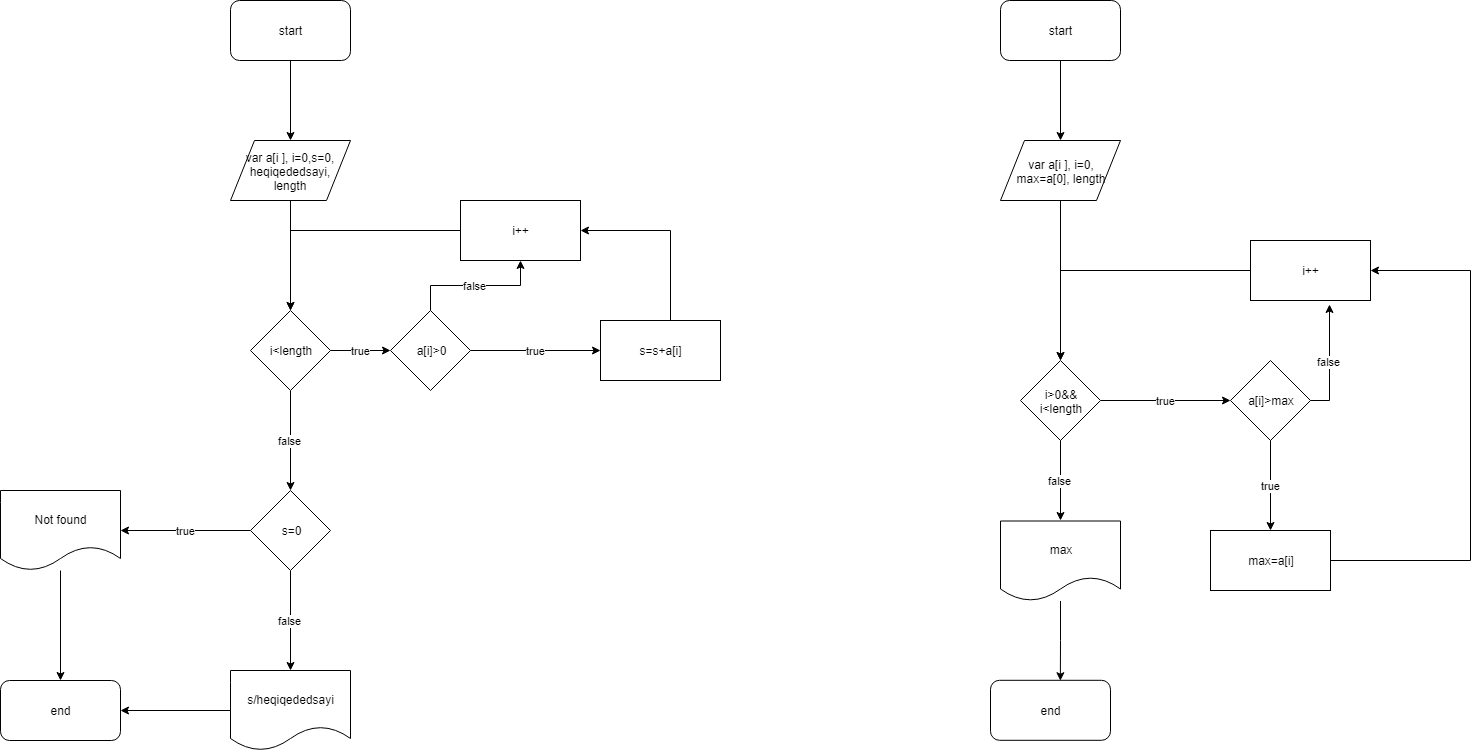 start
var a[i ], i=0,s=0,
heqiqededsayi,
length
i++
false
i<length
true
a[i]>0
true
s=s+a[i]
false
Not found
true
s=0
false
s/heqiqededsayi
end
start
var a[i ], i=0,
max=a[0], length
i++
false
i>0&&
i<length
true
a[i]>max
false
true
max
max=a[i]
end